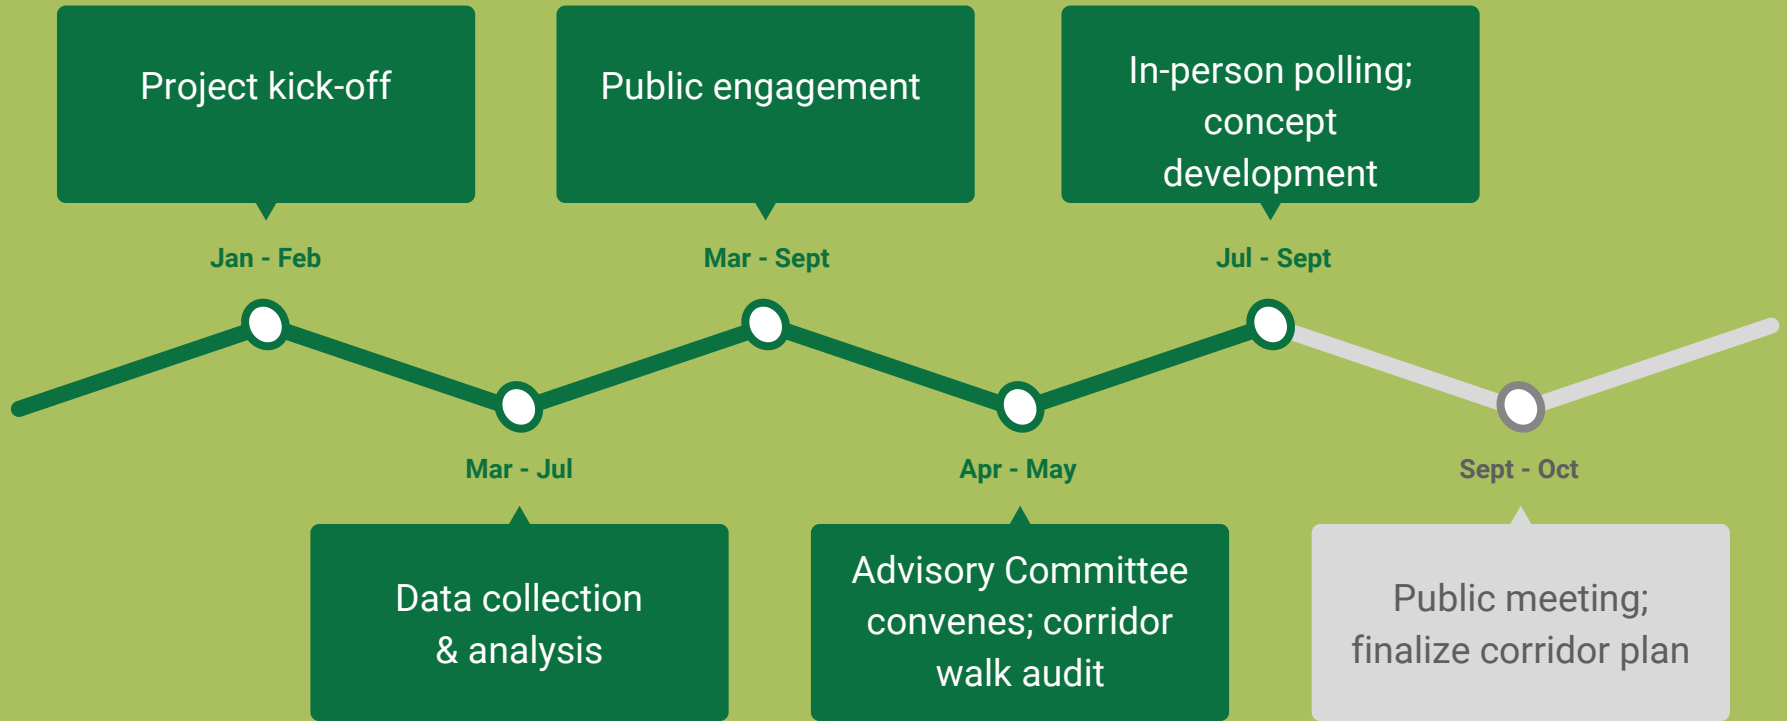 Project kick-off
Jan - Feb
Data collection
& analysis
Mar - Jul
Public engagement
Mar - Sept
Advisory Committee
convenes; corridor
walk audit
Apr - May
In-person polling;
concept
development
Jul - Sept
Public meeting;
finalize corridor plan
Sept - Oct